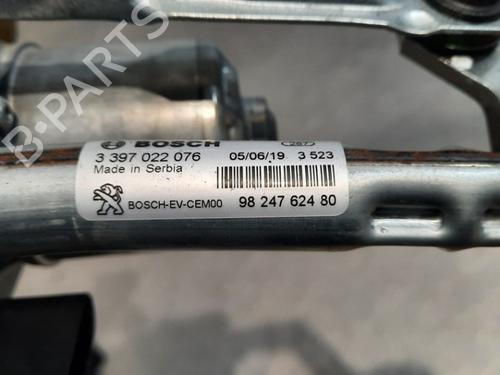 BOSCH 287
3 397 022 076 05/06/19 3 523
Made in Serbia
BOSCH-EV-CEM00 98 247 624 80
B-PARTS